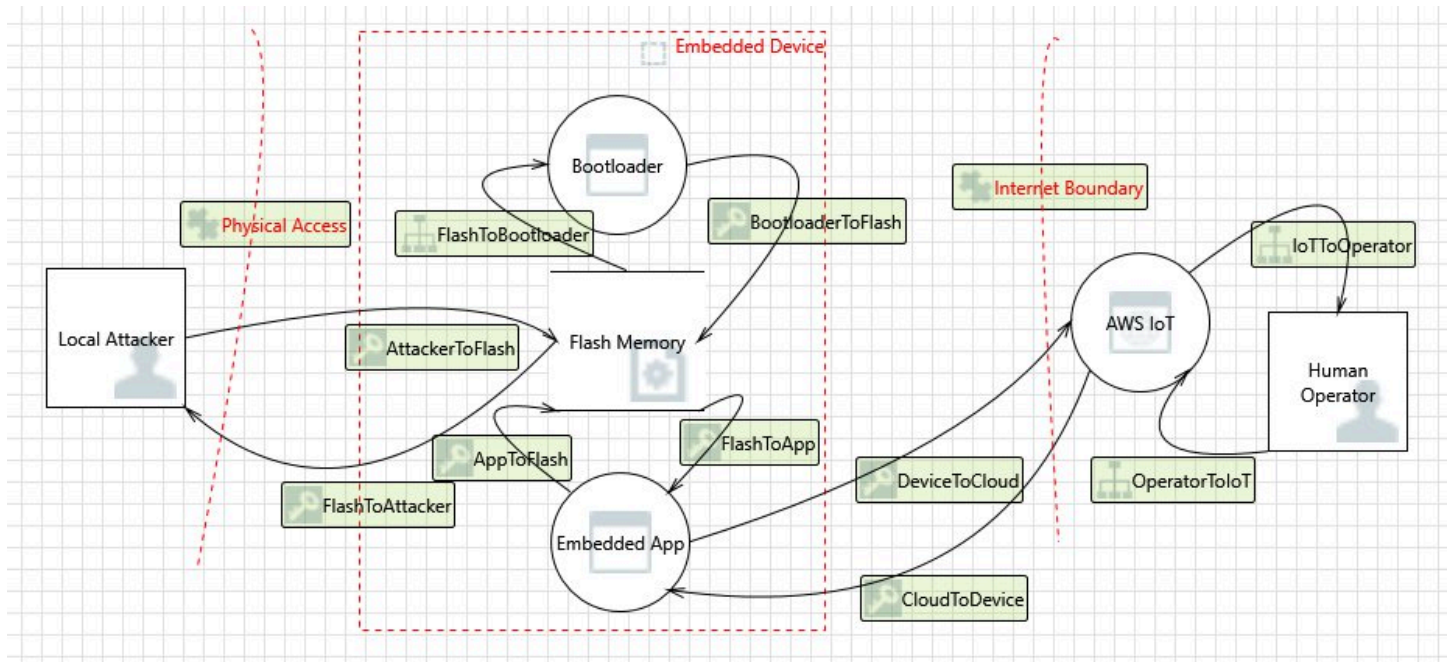 Embedded Device
Bootloader
Physical Access
Internet Boundary
FlashToBootloader
BootloaderToFlash
IoTToOperator
Local Attacker
AttackerToFlash
Flash Memory
AWS IoT
Human
Operator
AppToFlash
FlashToApp
FlashToAttacker
DeviceToCloud
OperatorToIoT
Embedded App
CloudToDevice